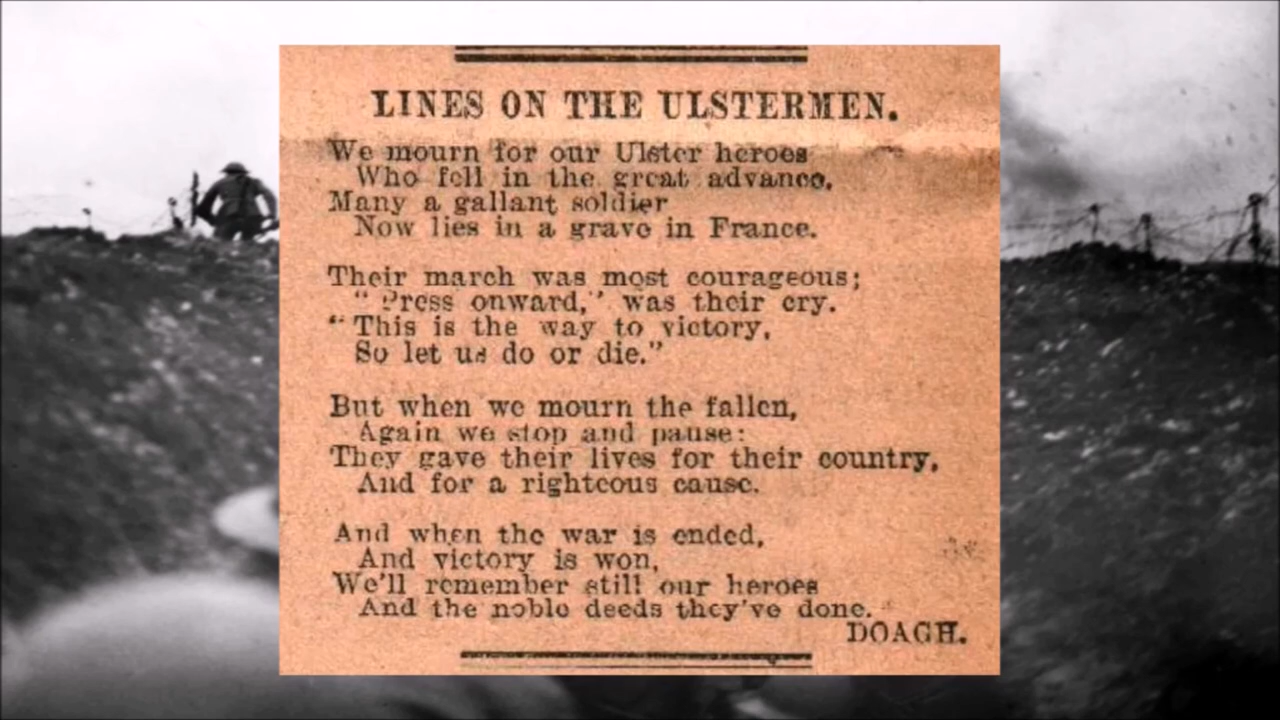 LINES ON THE ULSTERMEN.
We mourn for our Ulster heroes
Who fell in the great advance,
Many a gallant soldier
Now lies in a grave in France.
Their march was most courageous;
"Press onward," was their cry.
"This is the way to victory,
So let us do or die."
But when we mourn the fallen,
Again we stop and pause:
They gave their lives for their country,
And for a righteous cause.
And when the war is ended,
And victory is won,
We'll remember still our heroes
And the noble deeds they've done.
DOAGH.